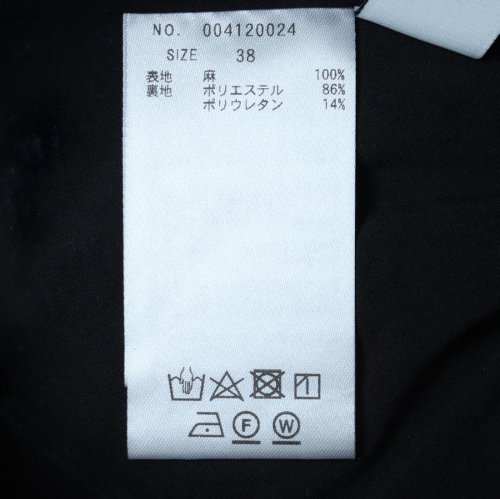 NO. 004120024
SIZE 38
表地 麻 100%
裏地 ポリエステル 86%
ポリウレタン 14%
F W